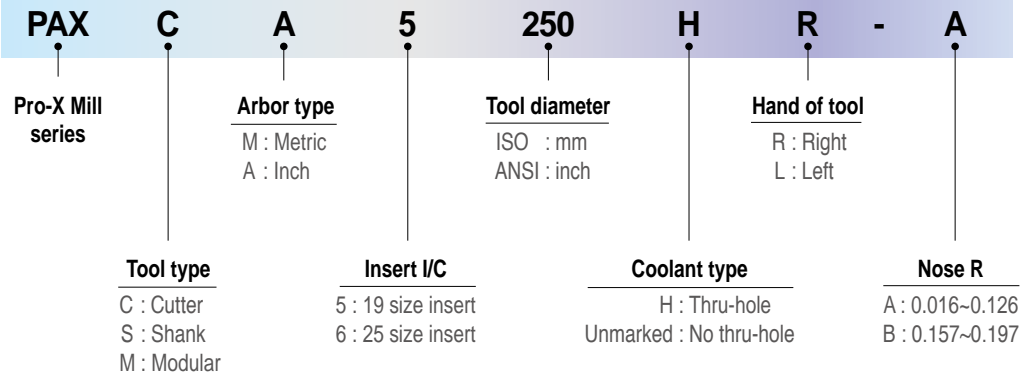 PAX C A 5 250 H R - A
Pro-X Mill
series
Arbor type
M : Metric
A : Inch
Tool diameter
ISO : mm
ANSI : inch
Hand of tool
R : Right
L : Left
Tool type
C : Cutter
S : Shank
M : Modular
Insert I/C
5 : 19 size insert
6 : 25 size insert
Coolant type
H : Thru-hole
Unmarked : No thru-hole
Nose R
A : 0.016~0.126
B : 0.157~0.197